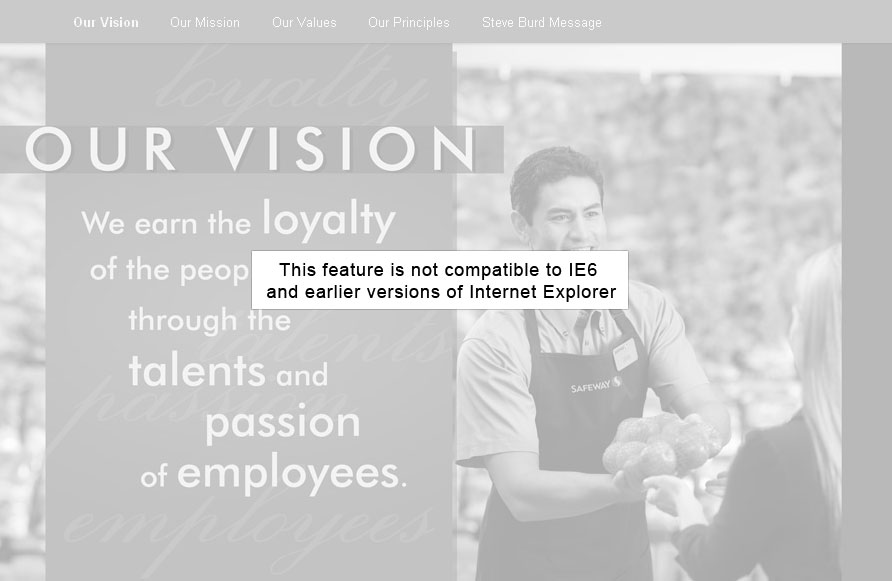 Our Vision Our Mission Our Values Our Principles Steve Burd Message
loyalty
OUR VISION
We earn the loyalty
of the peop
This feature is not compatible to IE6
and earlier versions of Internet Explorer
through the
talents
talents and
passion
passion
of employees.
employees
SAFEWAY